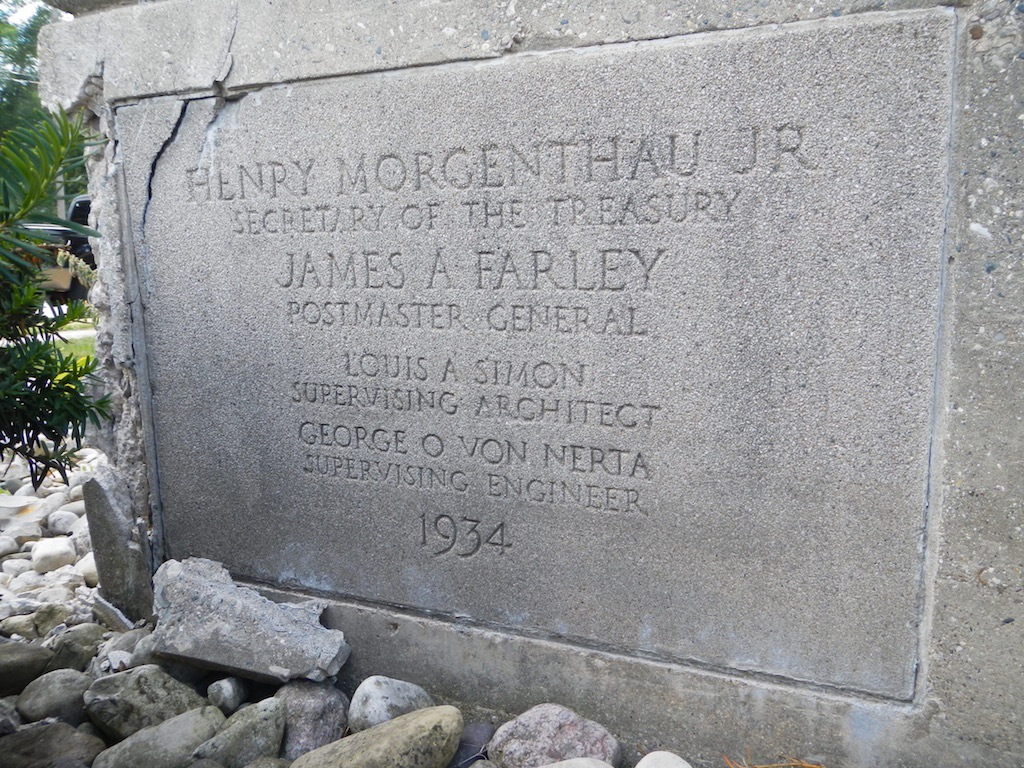 HENRY MORGENTHAU JR
SECRETARY OF THE TREASURY
JAMES A FARLEY
POSTMASTER GENERAL
LOUIS A SIMON
SUPERVISING ARCHITECT
GEORGE O VON NERTA
SUPERVISING ENGINEER
1934